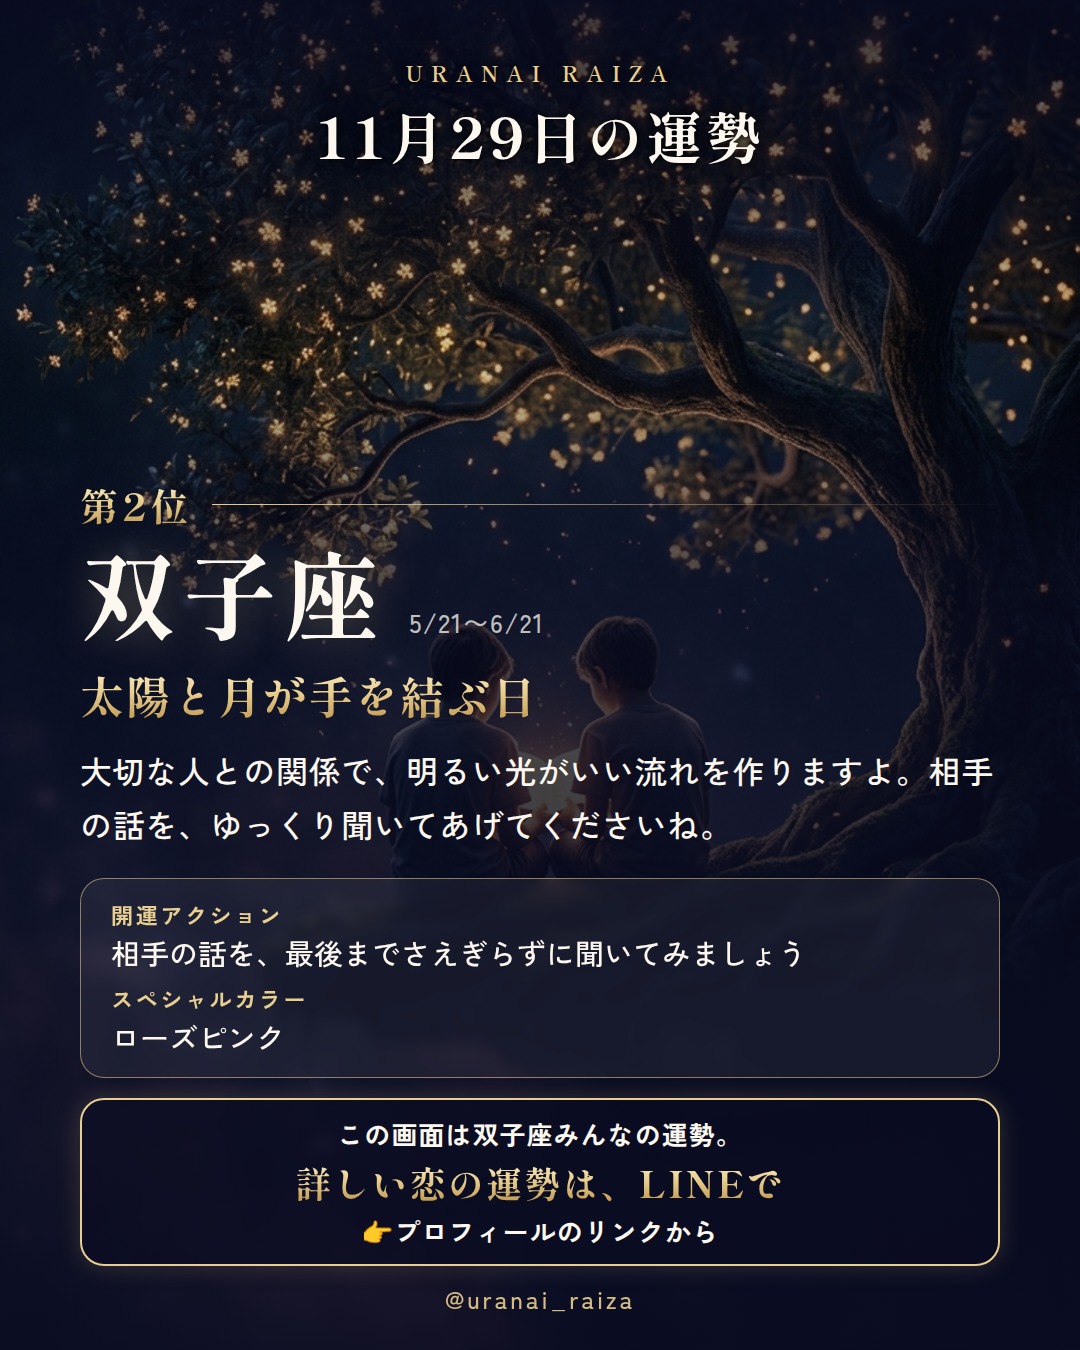 URANAI RAIZA
11月29日の運勢
第2位
双子座 5/21〜6/21
太陽と月が手を結ぶ日
大切な人との関係で、明るい光がいい流れを作りますよ。相手
の話を、ゆっくり聞いてあげてくださいね。
開運アクション
相手の話を、最後までさえぎらずに聞いてみましょう
スペシャルカラー
ローズピンク
この画面は双子座みんなの運勢。
詳しい恋の運勢は、LINEで
👉プロフィールのリンクから
@uranai_raiza